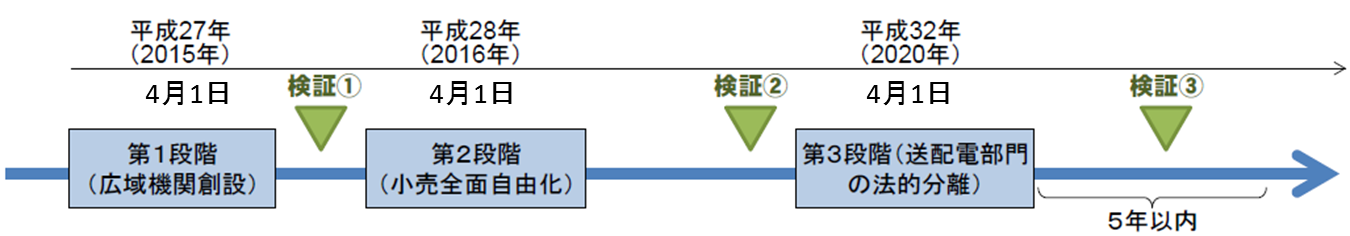 平成27年
(2015年)
平成28年
(2016年)
平成32年
(2020年)
4月1日
検証①
4月1日
検証②
4月1日
検証③
第1段階
(広域機関創設)
第2段階
(小売全面自由化)
第3段階(送配電部門
の法的分離)
5年以内